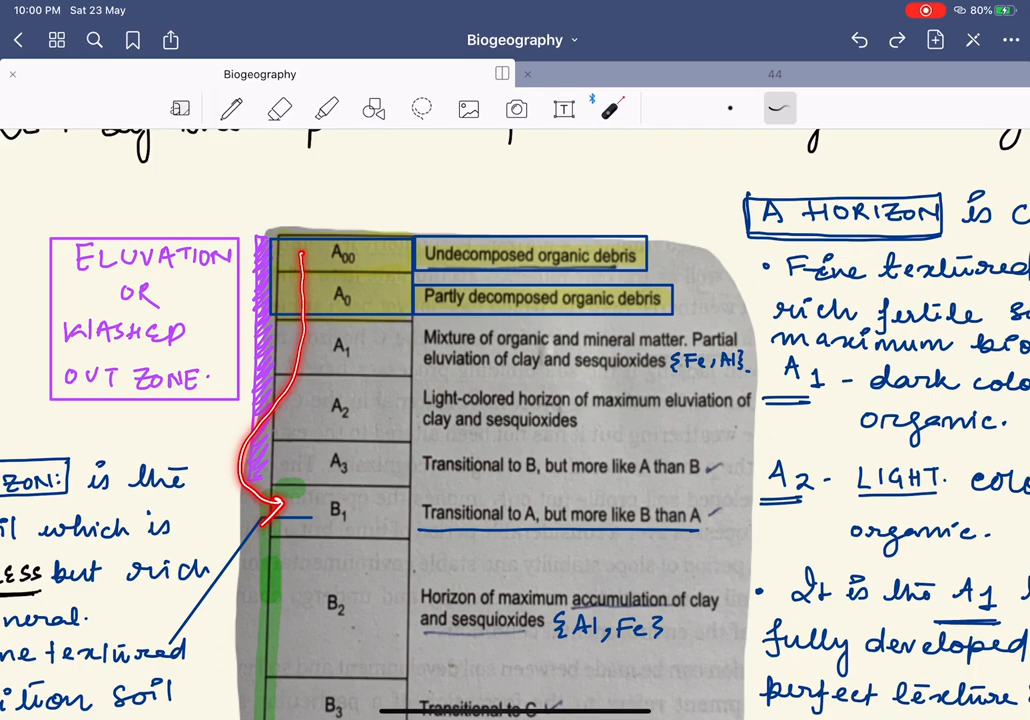 10:00 PM Sat 23 May
80%
Biogeography
Biogeography
44
A HORIZON is
ELUVATION
OR
WASHED
OUT ZONE.
A00 Undecomposed organic debris
A0 Partly decomposed organic debris
A1 Mixture of organic and mineral matter. Partial
eluviation of clay and sesquioxides {Fe, Al}.
A2 Light-colored horizon of maximum eluviation of
clay and sesquioxides
A3 Transitional to B, but more like A than B
B1 Transitional to A, but more like B than A
B2 Horizon of maximum accumulation of clay
and sesquioxides {Al, Fe}
B3 Transitional to C
• Fine textured
rich fertile
maximum
A1 - dark
organic.
A2 - LIGHT.
organic.
• It is the A1
fully developed
perfect texture
ZON: is the
which is
but rich
textured
soil